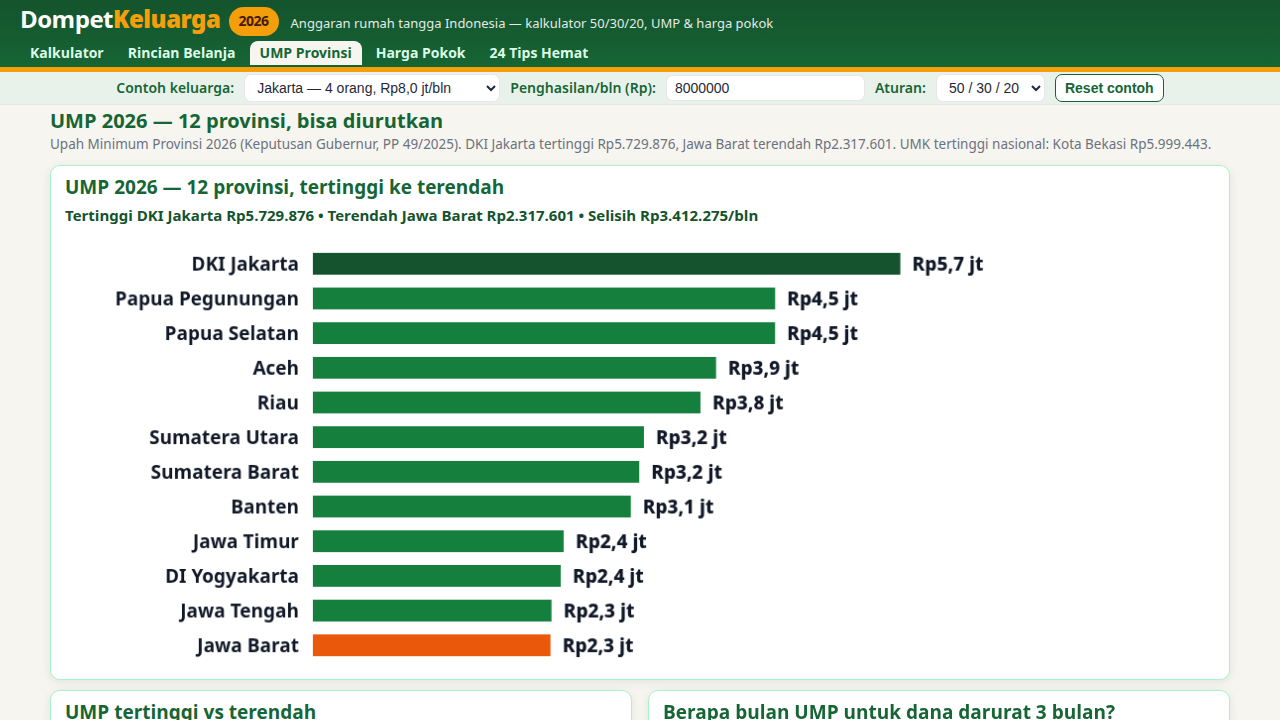 DompetKeluarga 2026 Anggaran rumah tangga Indonesia — kalkulator 50/30/20, UMP & harga pokok
Kalkulator Rincian Belanja UMP Provinsi Harga Pokok 24 Tips Hemat
Contoh keluarga: Jakarta — 4 orang, Rp8,0 jt/bln Penghasilan/bln (Rp): 8000000 Aturan: 50 / 30 / 20 Reset contoh
UMP 2026 — 12 provinsi, bisa diurutkan
Upah Minimum Provinsi 2026 (Keputusan Gubernur, PP 49/2025). DKI Jakarta tertinggi Rp5.729.876, Jawa Barat terendah Rp2.317.601. UMK tertinggi nasional: Kota Bekasi Rp5.999.443.
UMP 2026 — 12 provinsi, tertinggi ke terendah
Tertinggi DKI Jakarta Rp5.729.876 • Terendah Jawa Barat Rp2.317.601 • Selisih Rp3.412.275/bln
DKI Jakarta Rp5,7 jt
Papua Pegunungan Rp4,5 jt
Papua Selatan Rp4,5 jt
Aceh Rp3,9 jt
Riau Rp3,8 jt
Sumatera Utara Rp3,2 jt
Sumatera Barat Rp3,2 jt
Banten Rp3,1 jt
Jawa Timur Rp2,4 jt
DI Yogyakarta Rp2,4 jt
Jawa Tengah Rp2,3 jt
Jawa Barat Rp2,3 jt
UMP tertinggi vs terendah
Berapa bulan UMP untuk dana darurat 3 bulan?